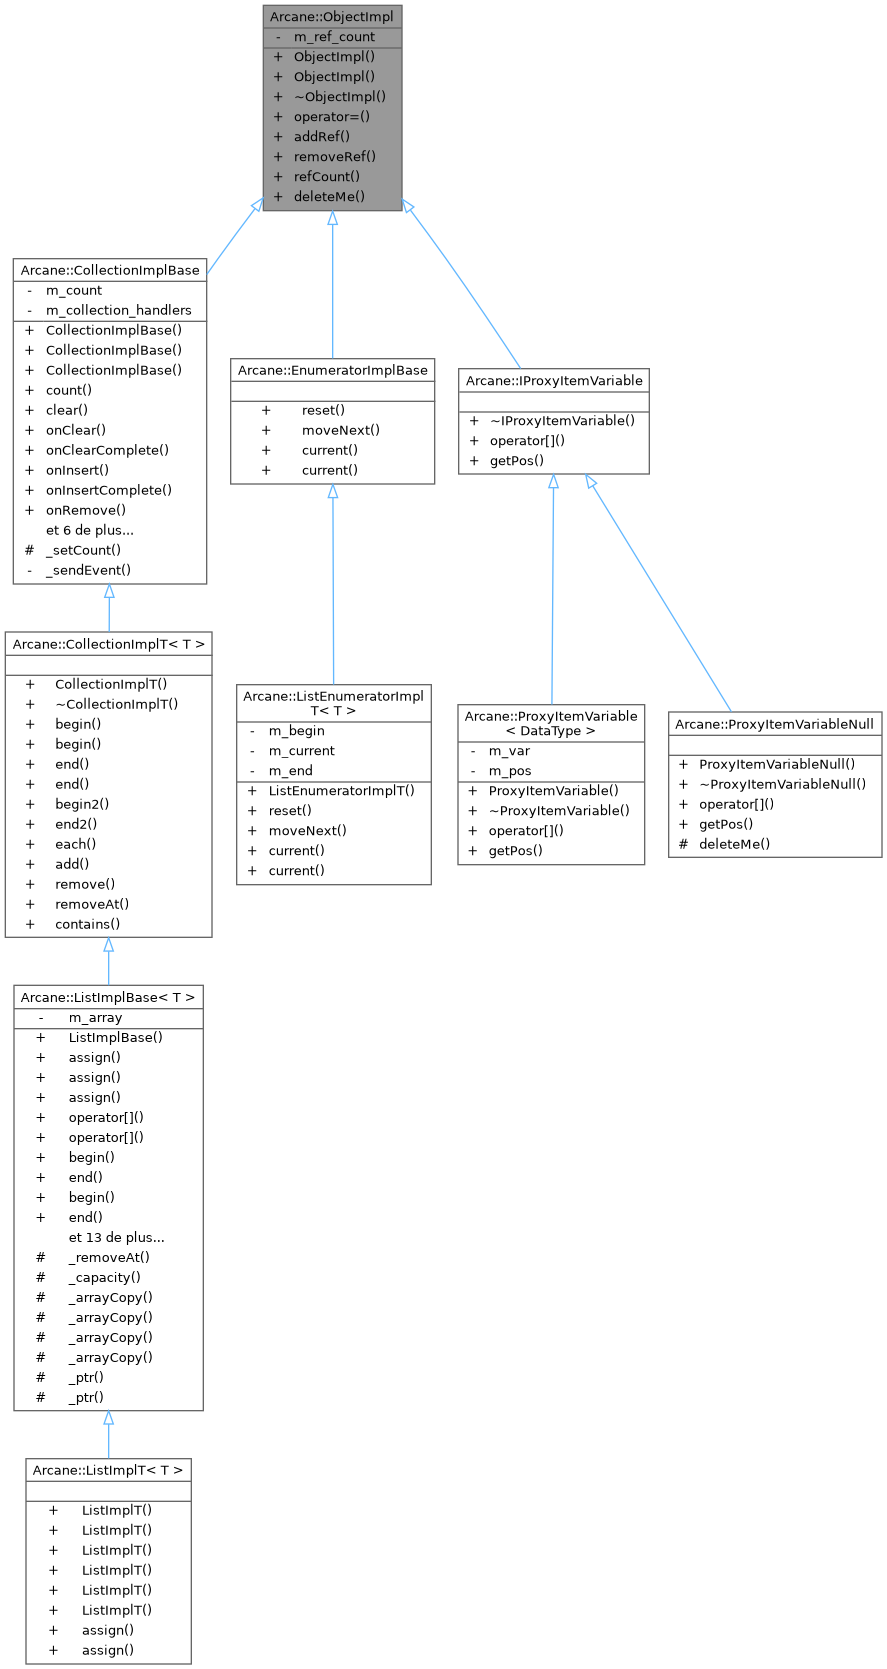 Arcane::ObjectImpl
- m_ref_count
+ ObjectImpl()
+ ObjectImpl()
+ ~ObjectImpl()
+ operator=()
+ addRef()
+ removeRef()
+ refCount()
+ deleteMe()
Arcane::CollectionImplBase
- m_count
- m_collection_handlers
+ CollectionImplBase()
+ CollectionImplBase()
+ CollectionImplBase()
+ count()
+ clear()
+ onClear()
+ onClearComplete()
+ onInsert()
+ onInsertComplete()
+ onRemove()
et 6 de plus...
# _setCount()
- _sendEvent()
Arcane::EnumeratorImplBase
+ reset()
+ moveNext()
+ current()
+ current()
Arcane::IProxyItemVariable
+ ~IProxyItemVariable()
+ operator[]()
+ getPos()
Arcane::CollectionImplT< T >
+ CollectionImplT()
+ ~CollectionImplT()
+ begin()
+ begin()
+ end()
+ end()
+ begin2()
+ end2()
+ each()
+ add()
+ remove()
+ removeAt()
+ contains()
Arcane::ListEnumeratorImpl
T< T >
- m_begin
- m_current
- m_end
+ ListEnumeratorImplT()
+ reset()
+ moveNext()
+ current()
+ current()
Arcane::ProxyItemVariable
< DataType >
- m_var
- m_pos
+ ProxyItemVariable()
+ ~ProxyItemVariable()
+ operator[]()
+ getPos()
Arcane::ProxyItemVariableNull
+ ProxyItemVariableNull()
+ ~ProxyItemVariableNull()
+ operator[]()
+ getPos()
# deleteMe()
Arcane::ListImplBase< T >
- m_array
+ ListImplBase()
+ assign()
+ assign()
+ assign()
+ operator[]()
+ operator[]()
+ begin()
+ end()
+ begin()
+ end()
et 13 de plus...
# _removeAt()
# _capacity()
# _arrayCopy()
# _arrayCopy()
# _arrayCopy()
# _arrayCopy()
# _ptr()
# _ptr()
Arcane::ListImplT< T >
+ ListImplT()
+ ListImplT()
+ ListImplT()
+ ListImplT()
+ ListImplT()
+ ListImplT()
+ assign()
+ assign()